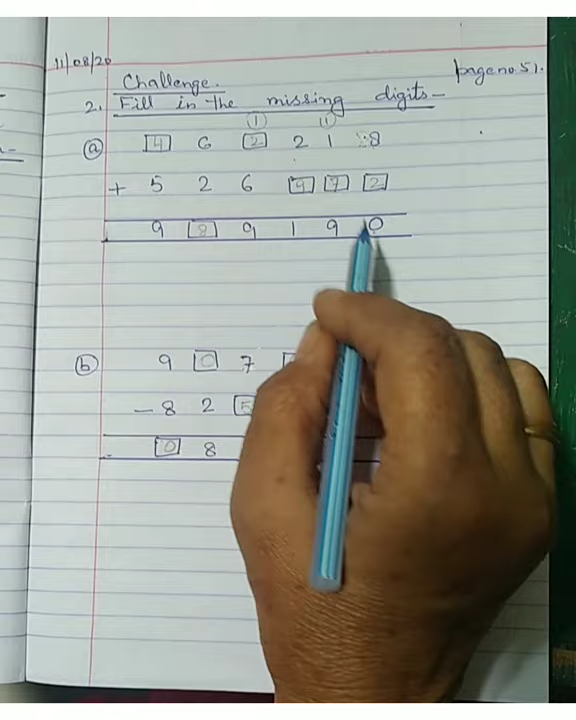 11/08/20
page no 51.
Challenge.
2. Fill in the missing digits-
1 1
(a) 4 6 2 2 1 8
+ 5 2 6 9 7 2
9 8 9 1 9 0
(b) 9 0 7
- 8 2 5
0 8